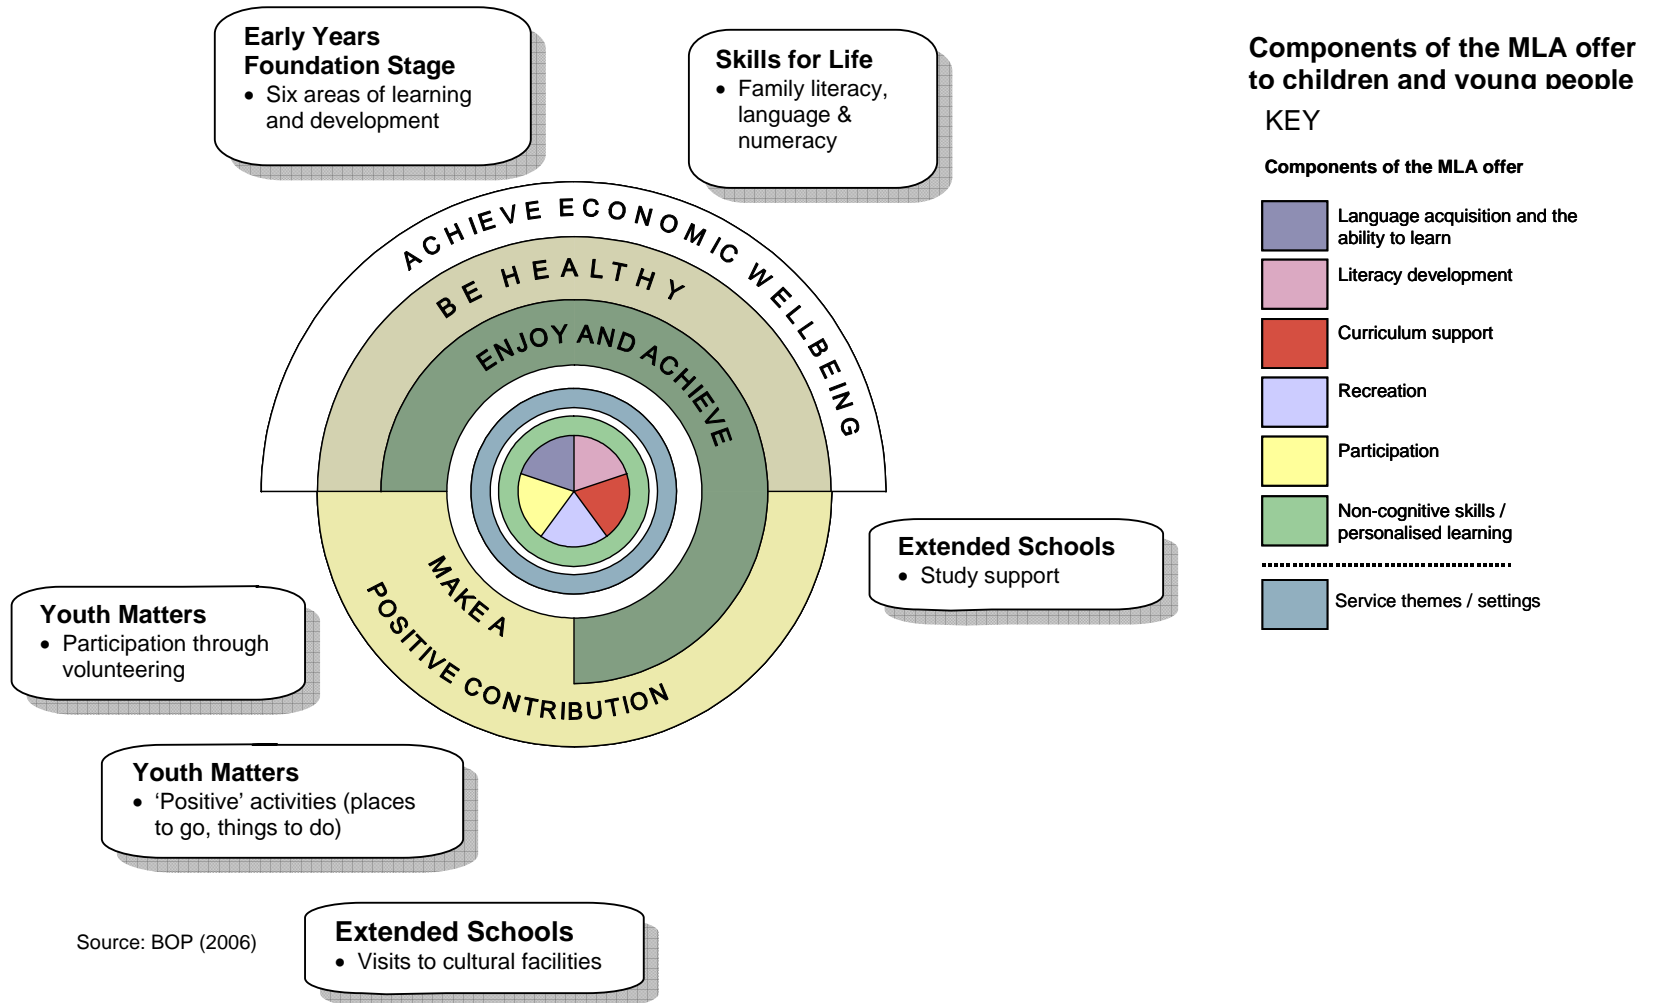 Early Years
Foundation Stage
• Six areas of learning
and development
Skills for Life
• Family literacy,
language &
numeracy
Components of the MLA offer
to children and young people
KEY
Components of the MLA offer
Language acquisition and the
ability to learn
Literacy development
Curriculum support
Recreation
Participation
Non-cognitive skills /
personalised learning
Service themes / settings
ACHIEVE ECONOMIC WELLBEING
BE HEALTHY
ENJOY AND ACHIEVE
MAKE A
POSITIVE CONTRIBUTION
Extended Schools
• Study support
Youth Matters
• Participation through
volunteering
Youth Matters
• ‘Positive’ activities (places
to go, things to do)
Extended Schools
• Visits to cultural facilities
Source: BOP (2006)